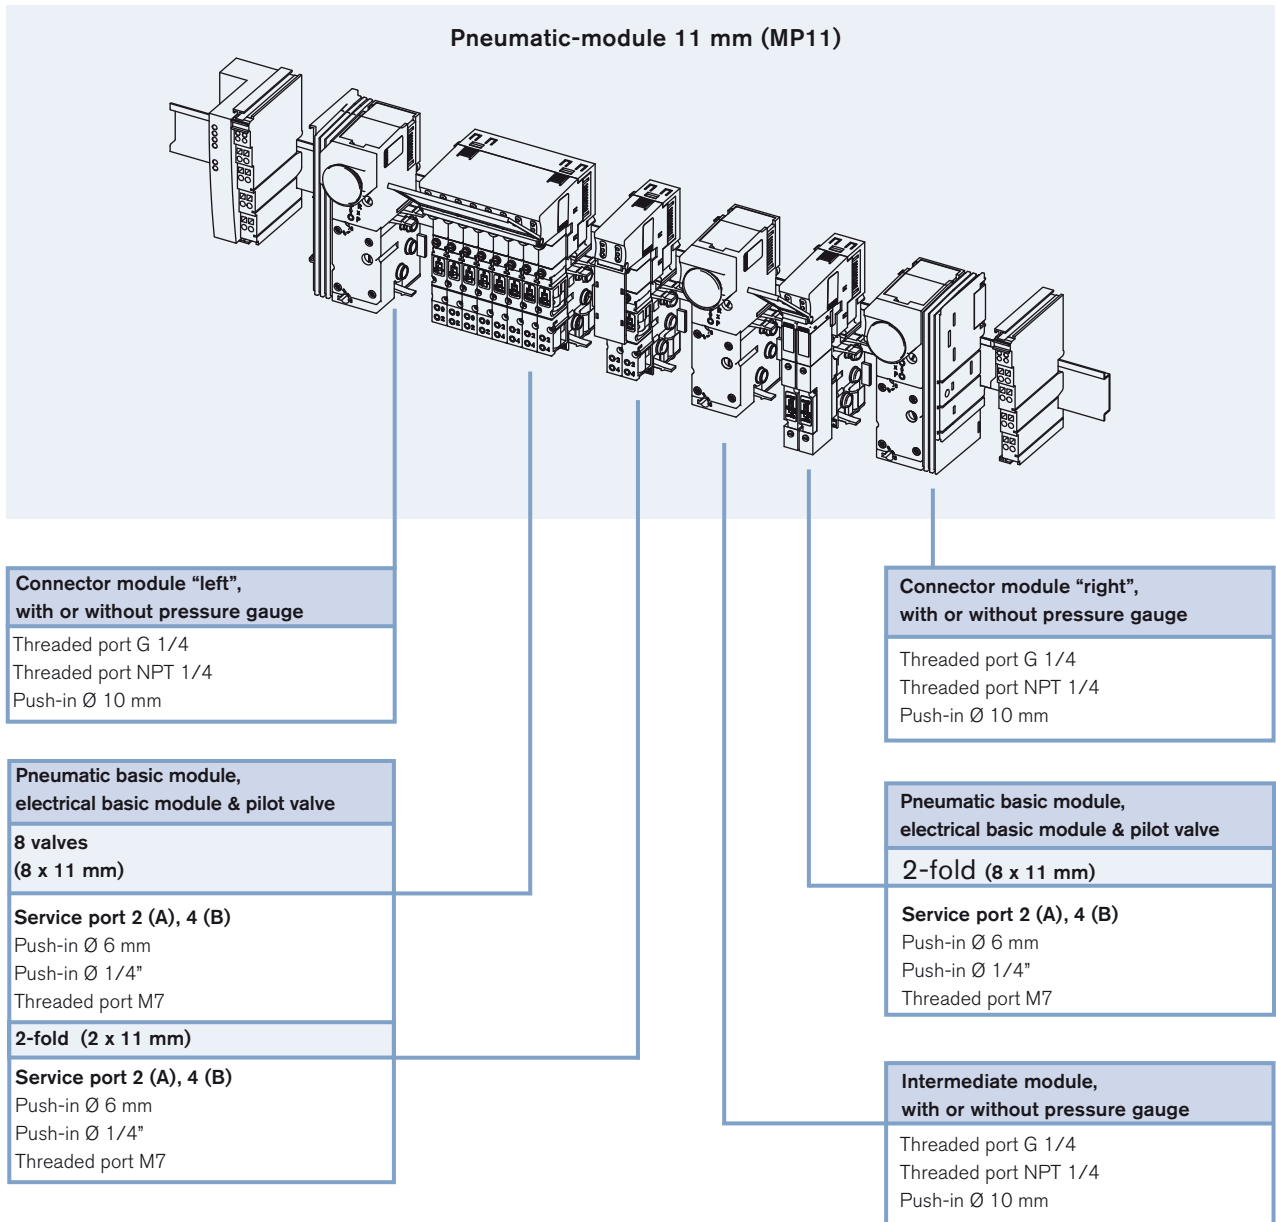 Pneumatic-module 11 mm (MP11)
Connector module “left”,
with or without pressure gauge
Threaded port G 1/4
Threaded port NPT 1/4
Push-in Ø 10 mm
Pneumatic basic module,
electrical basic module & pilot valve
8 valves
(8 x 11 mm)
Service port 2 (A), 4 (B)
Push-in Ø 6 mm
Push-in Ø 1/4”
Threaded port M7
2-fold (2 x 11 mm)
Service port 2 (A), 4 (B)
Push-in Ø 6 mm
Push-in Ø 1/4”
Threaded port M7
Connector module “right”,
with or without pressure gauge
Threaded port G 1/4
Threaded port NPT 1/4
Push-in Ø 10 mm
Pneumatic basic module,
electrical basic module & pilot valve
2-fold (8 x 11 mm)
Service port 2 (A), 4 (B)
Push-in Ø 6 mm
Push-in Ø 1/4”
Threaded port M7
Intermediate module,
with or without pressure gauge
Threaded port G 1/4
Threaded port NPT 1/4
Push-in Ø 10 mm